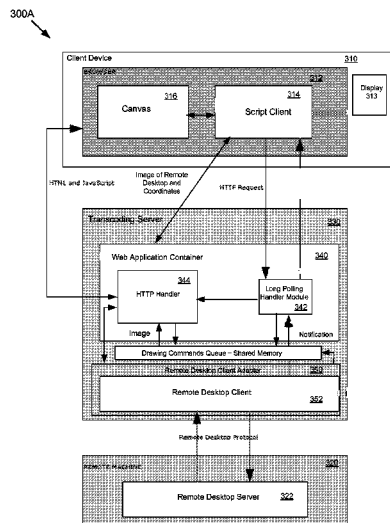 300A
Client Device
310
BROWSER
312
Canvas
316
Script Client
314
Display
313
HTML and JavaScript
Image of Remote
Desktop and
Coordinates
HTTP Request
Transcoding Server
330
Web Application Container
340
HTTP Handler
344
Long Polling
Handler Module
342
Image
Notification
Drawing Commands Queue – Shared Memory
Remote Desktop Client Adapter
350
Remote Desktop Client
352
Remote Desktop Protocol
REMOTE MACHINE
320
Remote Desktop Server
322